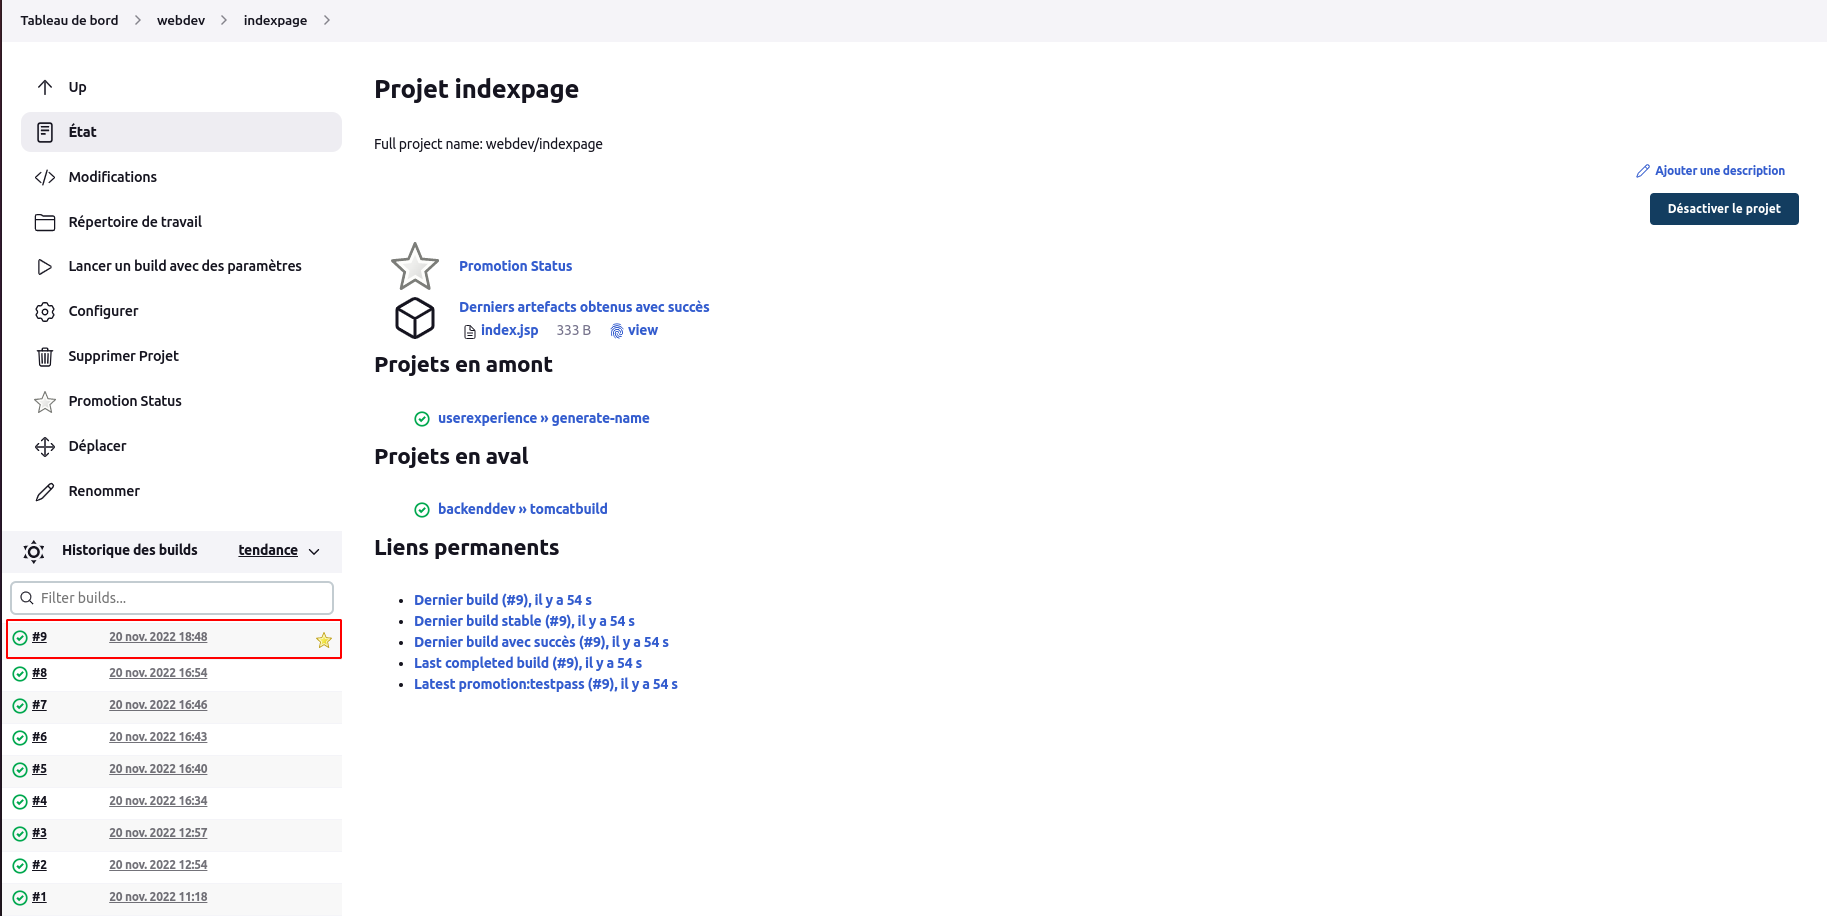 Tableau de bord > webdev > indexpage >
Up
État
Modifications
Répertoire de travail
Lancer un build avec des paramètres
Configurer
Supprimer Projet
Promotion Status
Déplacer
Renommer
Historique des builds tendance
Filter builds...
#9 20 nov. 2022 18:48
#8 20 nov. 2022 16:54
#7 20 nov. 2022 16:46
#6 20 nov. 2022 16:43
#5 20 nov. 2022 16:40
#4 20 nov. 2022 16:34
#3 20 nov. 2022 12:57
#2 20 nov. 2022 12:54
#1 20 nov. 2022 11:18
Projet indexpage
Full project name: webdev/indexpage
Ajouter une description
Désactiver le projet
Promotion Status
Derniers artefacts obtenus avec succès
index.jsp 333 B view
Projets en amont
userexperience » generate-name
Projets en aval
backenddev » tomcatbuild
Liens permanents
Dernier build (#9), il y a 54 s
Dernier build stable (#9), il y a 54 s
Dernier build avec succès (#9), il y a 54 s
Last completed build (#9), il y a 54 s
Latest promotion:testpass (#9), il y a 54 s